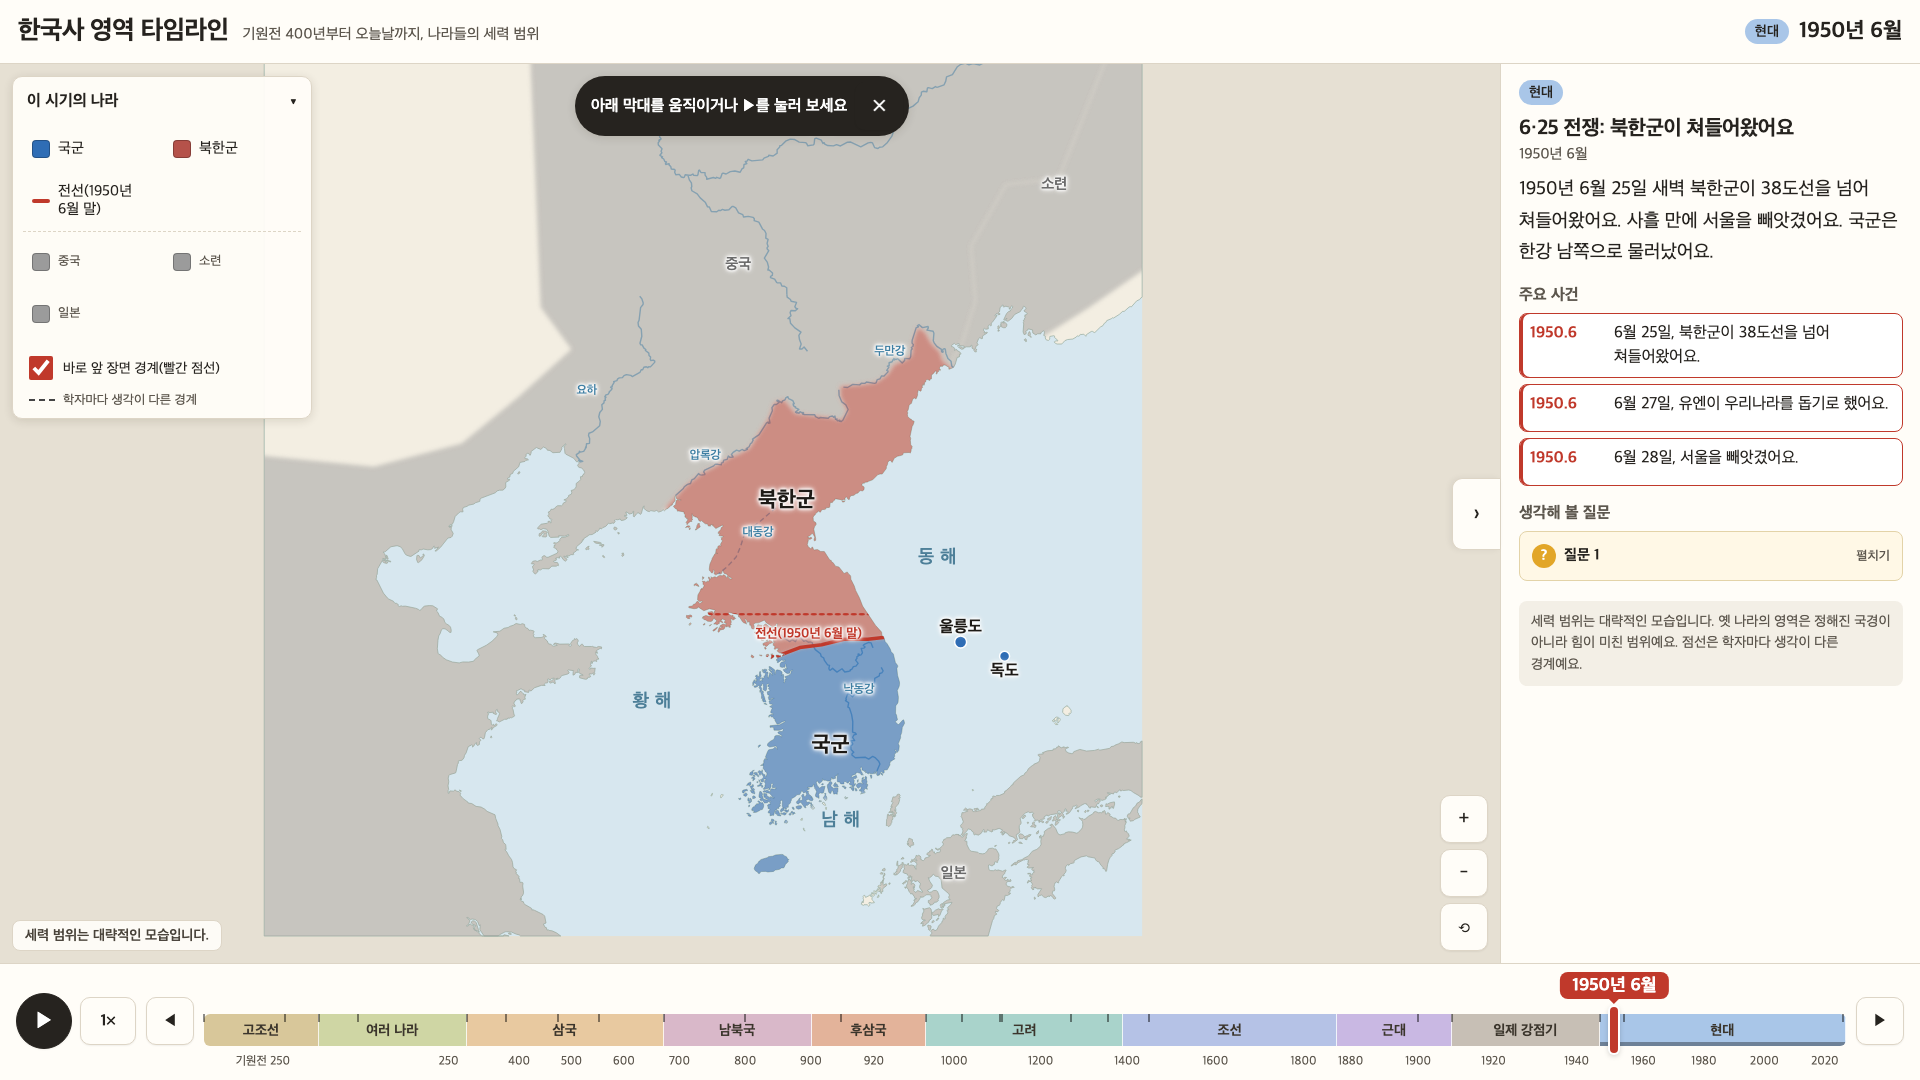 한국사 영역 타임라인
기원전 400년부터 오늘날까지, 나라들의 세력 범위
현대
1950년 6월
이 시기의 나라
▾
국군
북한군
전선(1950년
6월 말)
중국
소련
일본
바로 앞 장면 경계(빨간 점선)
학자마다 생각이 다른 경계
아래 막대를 움직이거나 ▶를 눌러 보세요 ✕
소련
중국
두만강
요하
압록강
북한군
대동강
동 해
전선(1950년 6월 말)
울릉도
독도
낙동강
황 해
국군
남 해
일본
세력 범위는 대략적인 모습입니다.
›
+
−
⟲
현대
6·25 전쟁: 북한군이 쳐들어왔어요
1950년 6월
1950년 6월 25일 새벽 북한군이 38도선을 넘어
쳐들어왔어요. 사흘 만에 서울을 빼앗겼어요. 국군은
한강 남쪽으로 물러났어요.
주요 사건
1950.6
6월 25일, 북한군이 38도선을 넘어
쳐들어왔어요.
1950.6
6월 27일, 유엔이 우리나라를 돕기로 했어요.
1950.6
6월 28일, 서울을 빼앗겼어요.
생각해 볼 질문
? 질문 1
펼치기
세력 범위는 대략적인 모습입니다. 옛 나라의 영역은 정해진 국경이
아니라 힘이 미친 범위예요. 점선은 학자마다 생각이 다른
경계예요.
1950년 6월
▶
1×
◀
고조선
여러 나라
삼국
남북국
후삼국
고려
조선
근대
일제 강점기
현대
▶
기원전 250
250
400
500
600
700
800
900
920
1000
1200
1400
1600
1800
1880
1900
1920
1940
1960
1980
2000
2020